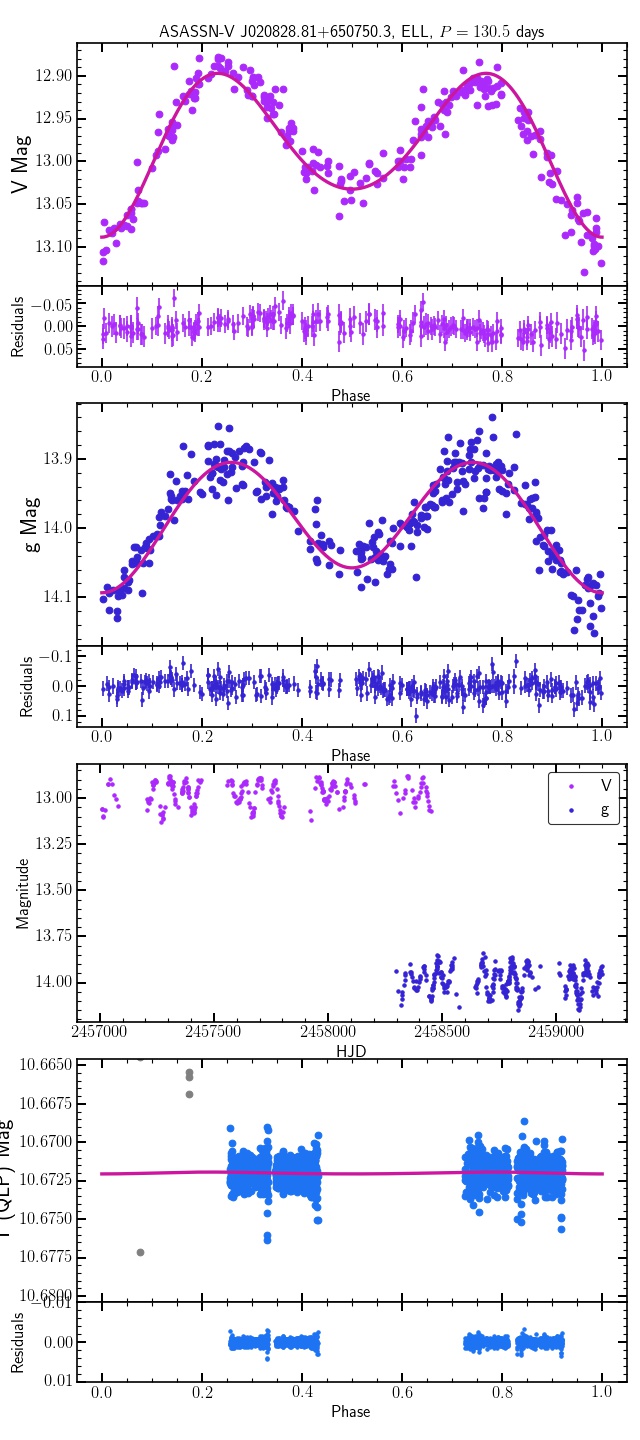 ASASSN-V J020828.81+650750.3, ELL, P = 130.5 days
12.90
12.95
13.00
13.05
13.10
V Mag
−0.05
0.00
0.05
Residuals
0.0 0.2 0.4 0.6 0.8 1.0
Phase
13.9
14.0
14.1
g Mag
−0.1
0.0
0.1
Residuals
0.0 0.2 0.4 0.6 0.8 1.0
Phase
13.00
13.25
13.50
13.75
14.00
Magnitude
V
g
2457000 2457500 2458000 2458500 2459000
HJD
10.6650
10.6675
10.6700
10.6725
10.6750
10.6775
10.6800
(QLP) Mag
−0.01
0.00
0.01
Residuals
0.0 0.2 0.4 0.6 0.8 1.0
Phase